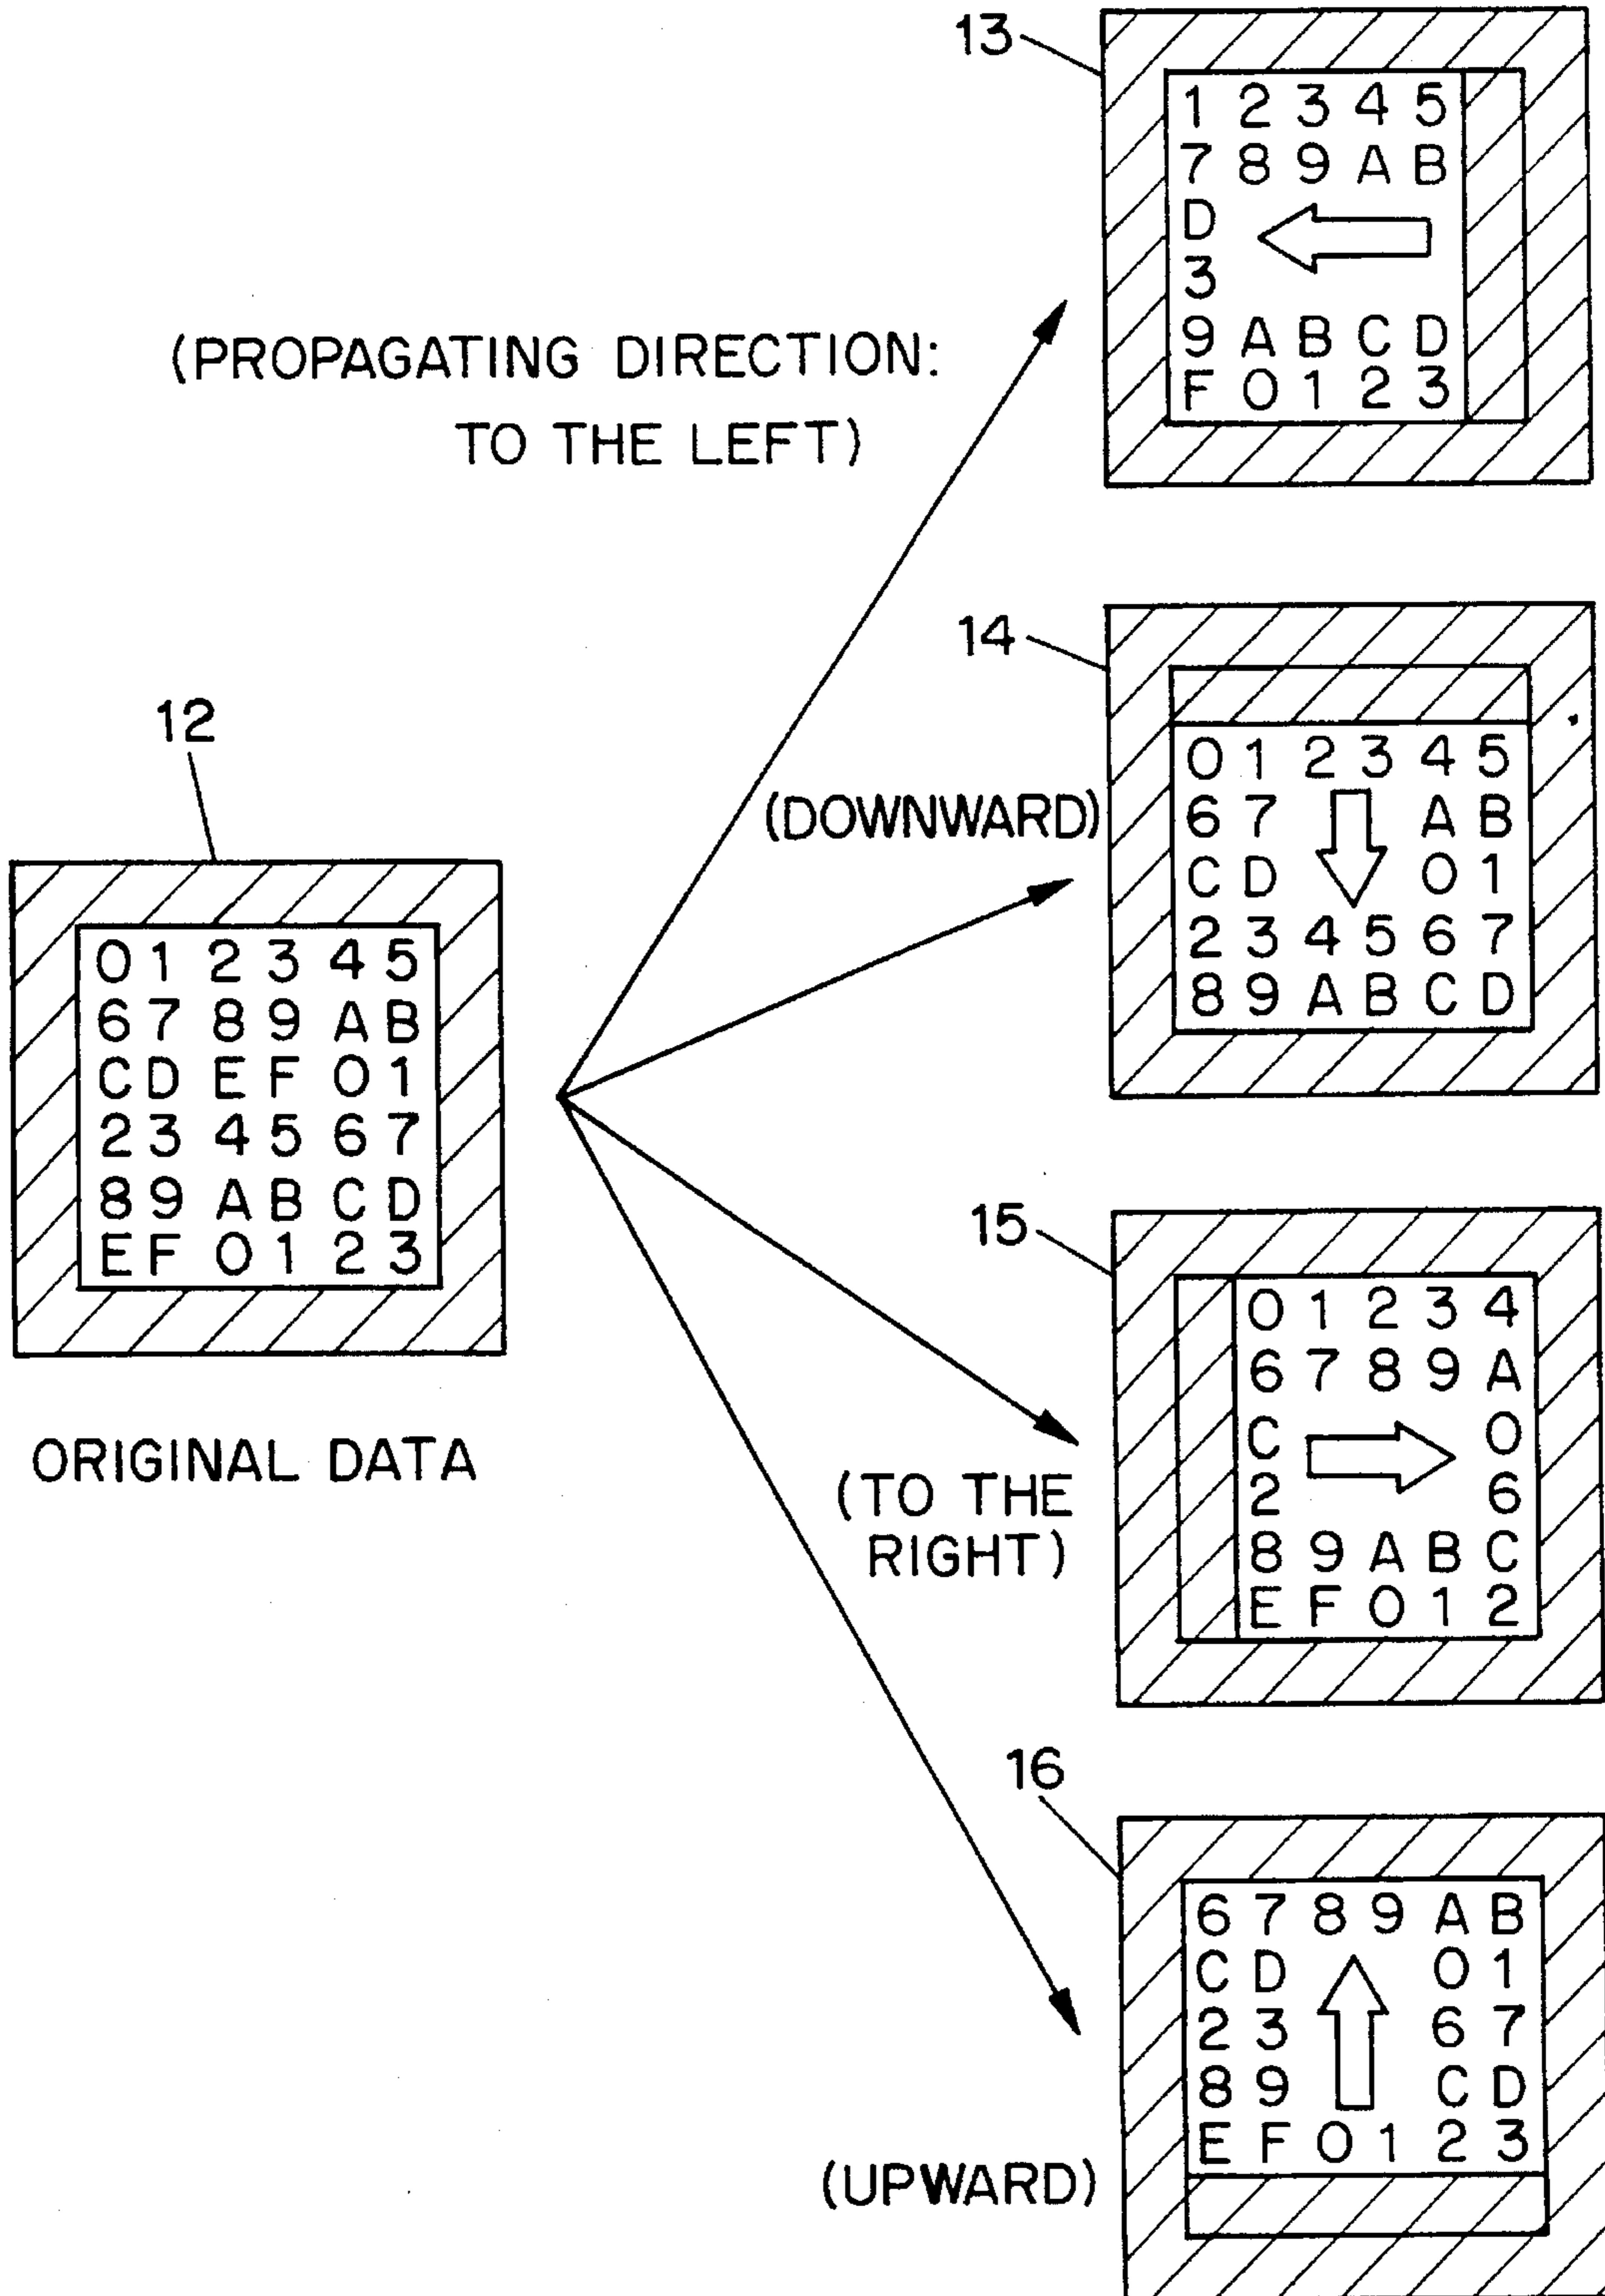 13
1 2 3 4 5
7 8 9 A B
D
3
9 A B C D
F 0 1 2 3
(PROPAGATING DIRECTION:
TO THE LEFT)
14
(DOWNWARD)
0 1 2 3 4 5
6 7 A B
C D 0 1
2 3 4 5 6 7
8 9 A B C D
12
0 1 2 3 4 5
6 7 8 9 A B
C D E F 0 1
2 3 4 5 6 7
8 9 A B C D
E F 0 1 2 3
ORIGINAL DATA
15
(TO THE
RIGHT)
0 1 2 3 4
6 7 8 9 A
C 0
2 6
8 9 A B C
E F 0 1 2
16
(UPWARD)
6 7 8 9 A B
C D 0 1
2 3 6 7
8 9 C D
E F 0 1 2 3